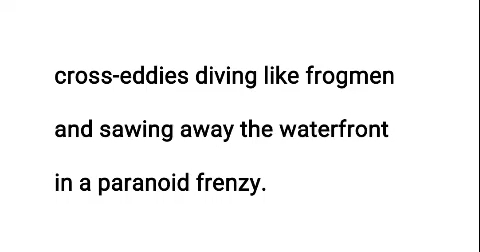 cross-eddies diving like frogmen
and sawing away the waterfront
in a paranoid frenzy.